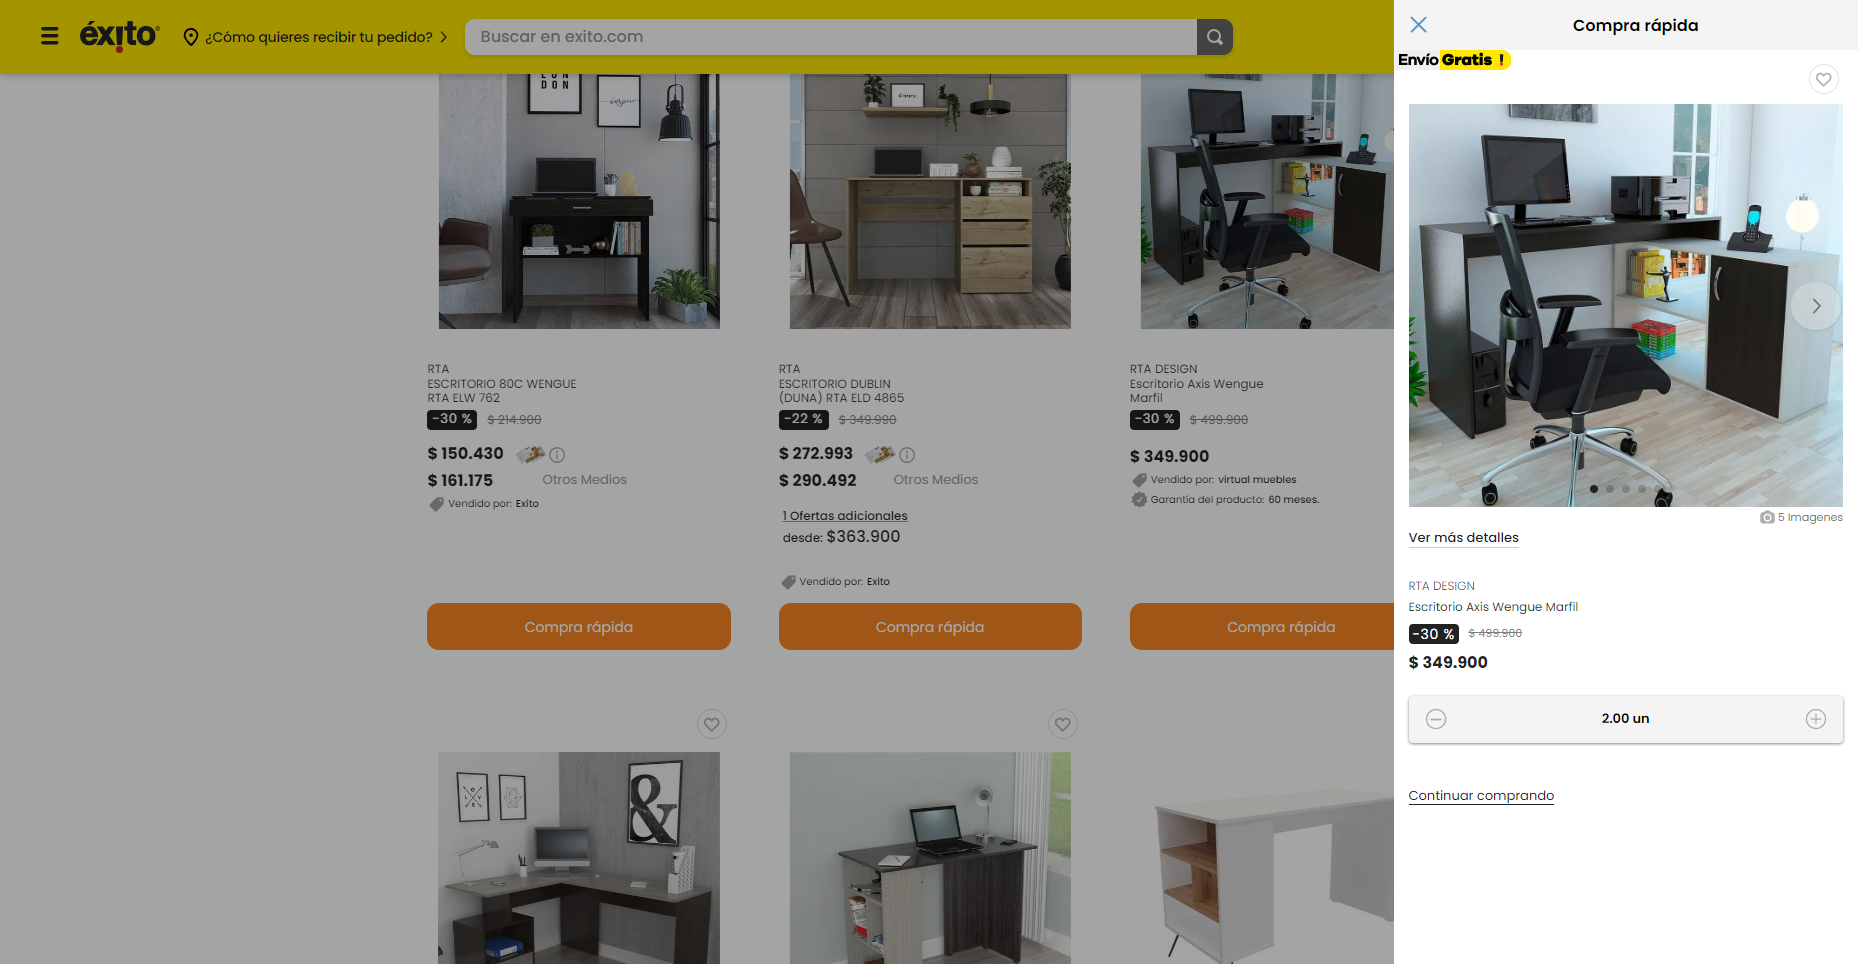 éxito
¿Cómo quieres recibir tu pedido?
Buscar en exito.com
Compra rápida
Envío Gratis !
DON
inspire
RTA
ESCRITORIO 80C WENGUE
RTA ELW 762
-30 % $ 214.900
$ 150.430
$ 161.175 Otros Medios
Vendido por: Exito
RTA
ESCRITORIO DUBLIN
(DUNA) RTA ELD 4865
-22 % $ 349.990
$ 272.993
$ 290.492 Otros Medios
1 Ofertas adicionales
desde: $363.900
Vendido por: Exito
RTA DESIGN
Escritorio Axis Wengue
Marfil
-30 % $ 499.900
$ 349.900
Vendido por: virtual muebles
Garantía del producto: 60 meses.
Compra rápida
Compra rápida
Compra rápida
&
5 Imagenes
Ver más detalles
RTA DESIGN
Escritorio Axis Wengue Marfil
-30 % $ 499.900
$ 349.900
2.00 un
Continuar comprando